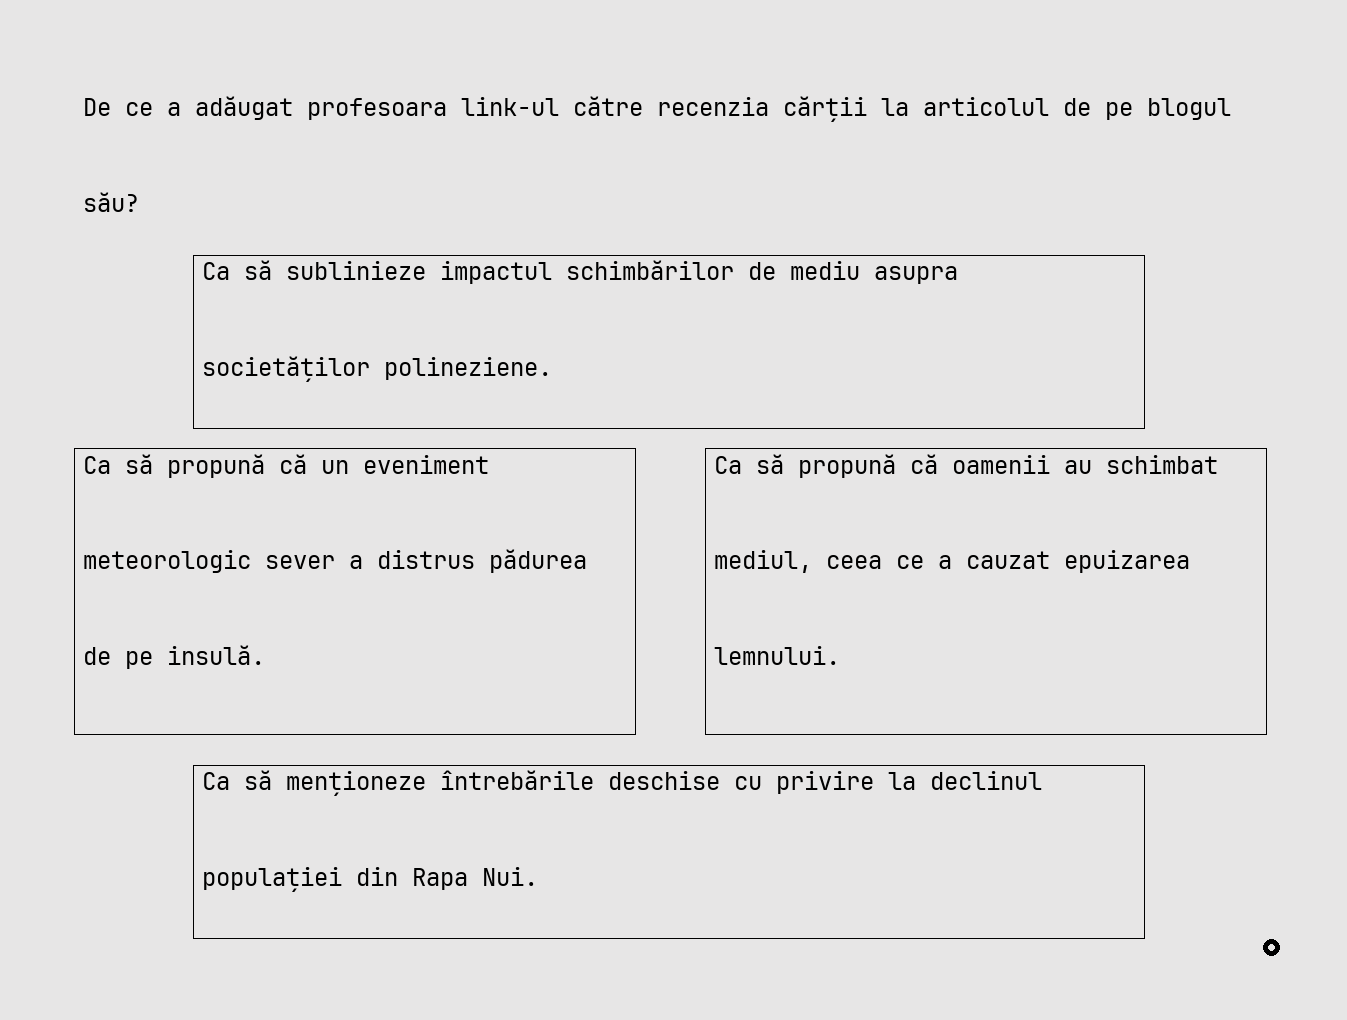 De ce a adăugat profesoara link-ul către recenzia cărții la articolul de pe blogul
său?
Ca să sublinieze impactul schimbărilor de mediu asupra
societăților polineziene.
Ca să propună că un eveniment
meteorologic sever a distrus pădurea
de pe insulă.
Ca să propună că oamenii au schimbat
mediul, ceea ce a cauzat epuizarea
lemnului.
Ca să menționeze întrebările deschise cu privire la declinul
populației din Rapa Nui.